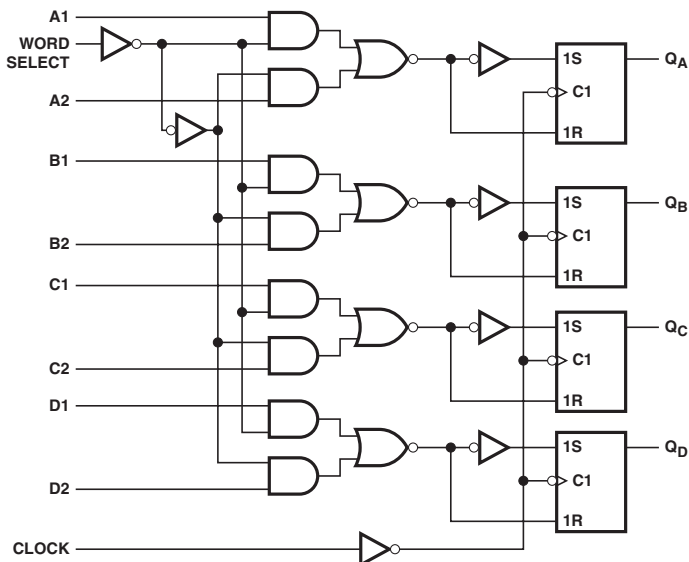 A1
WORD
SELECT
A2
B1
B2
C1
C2
D1
D2
CLOCK
1S
C1
1R
QA
1S
C1
1R
QB
1S
C1
1R
QC
1S
C1
1R
QD